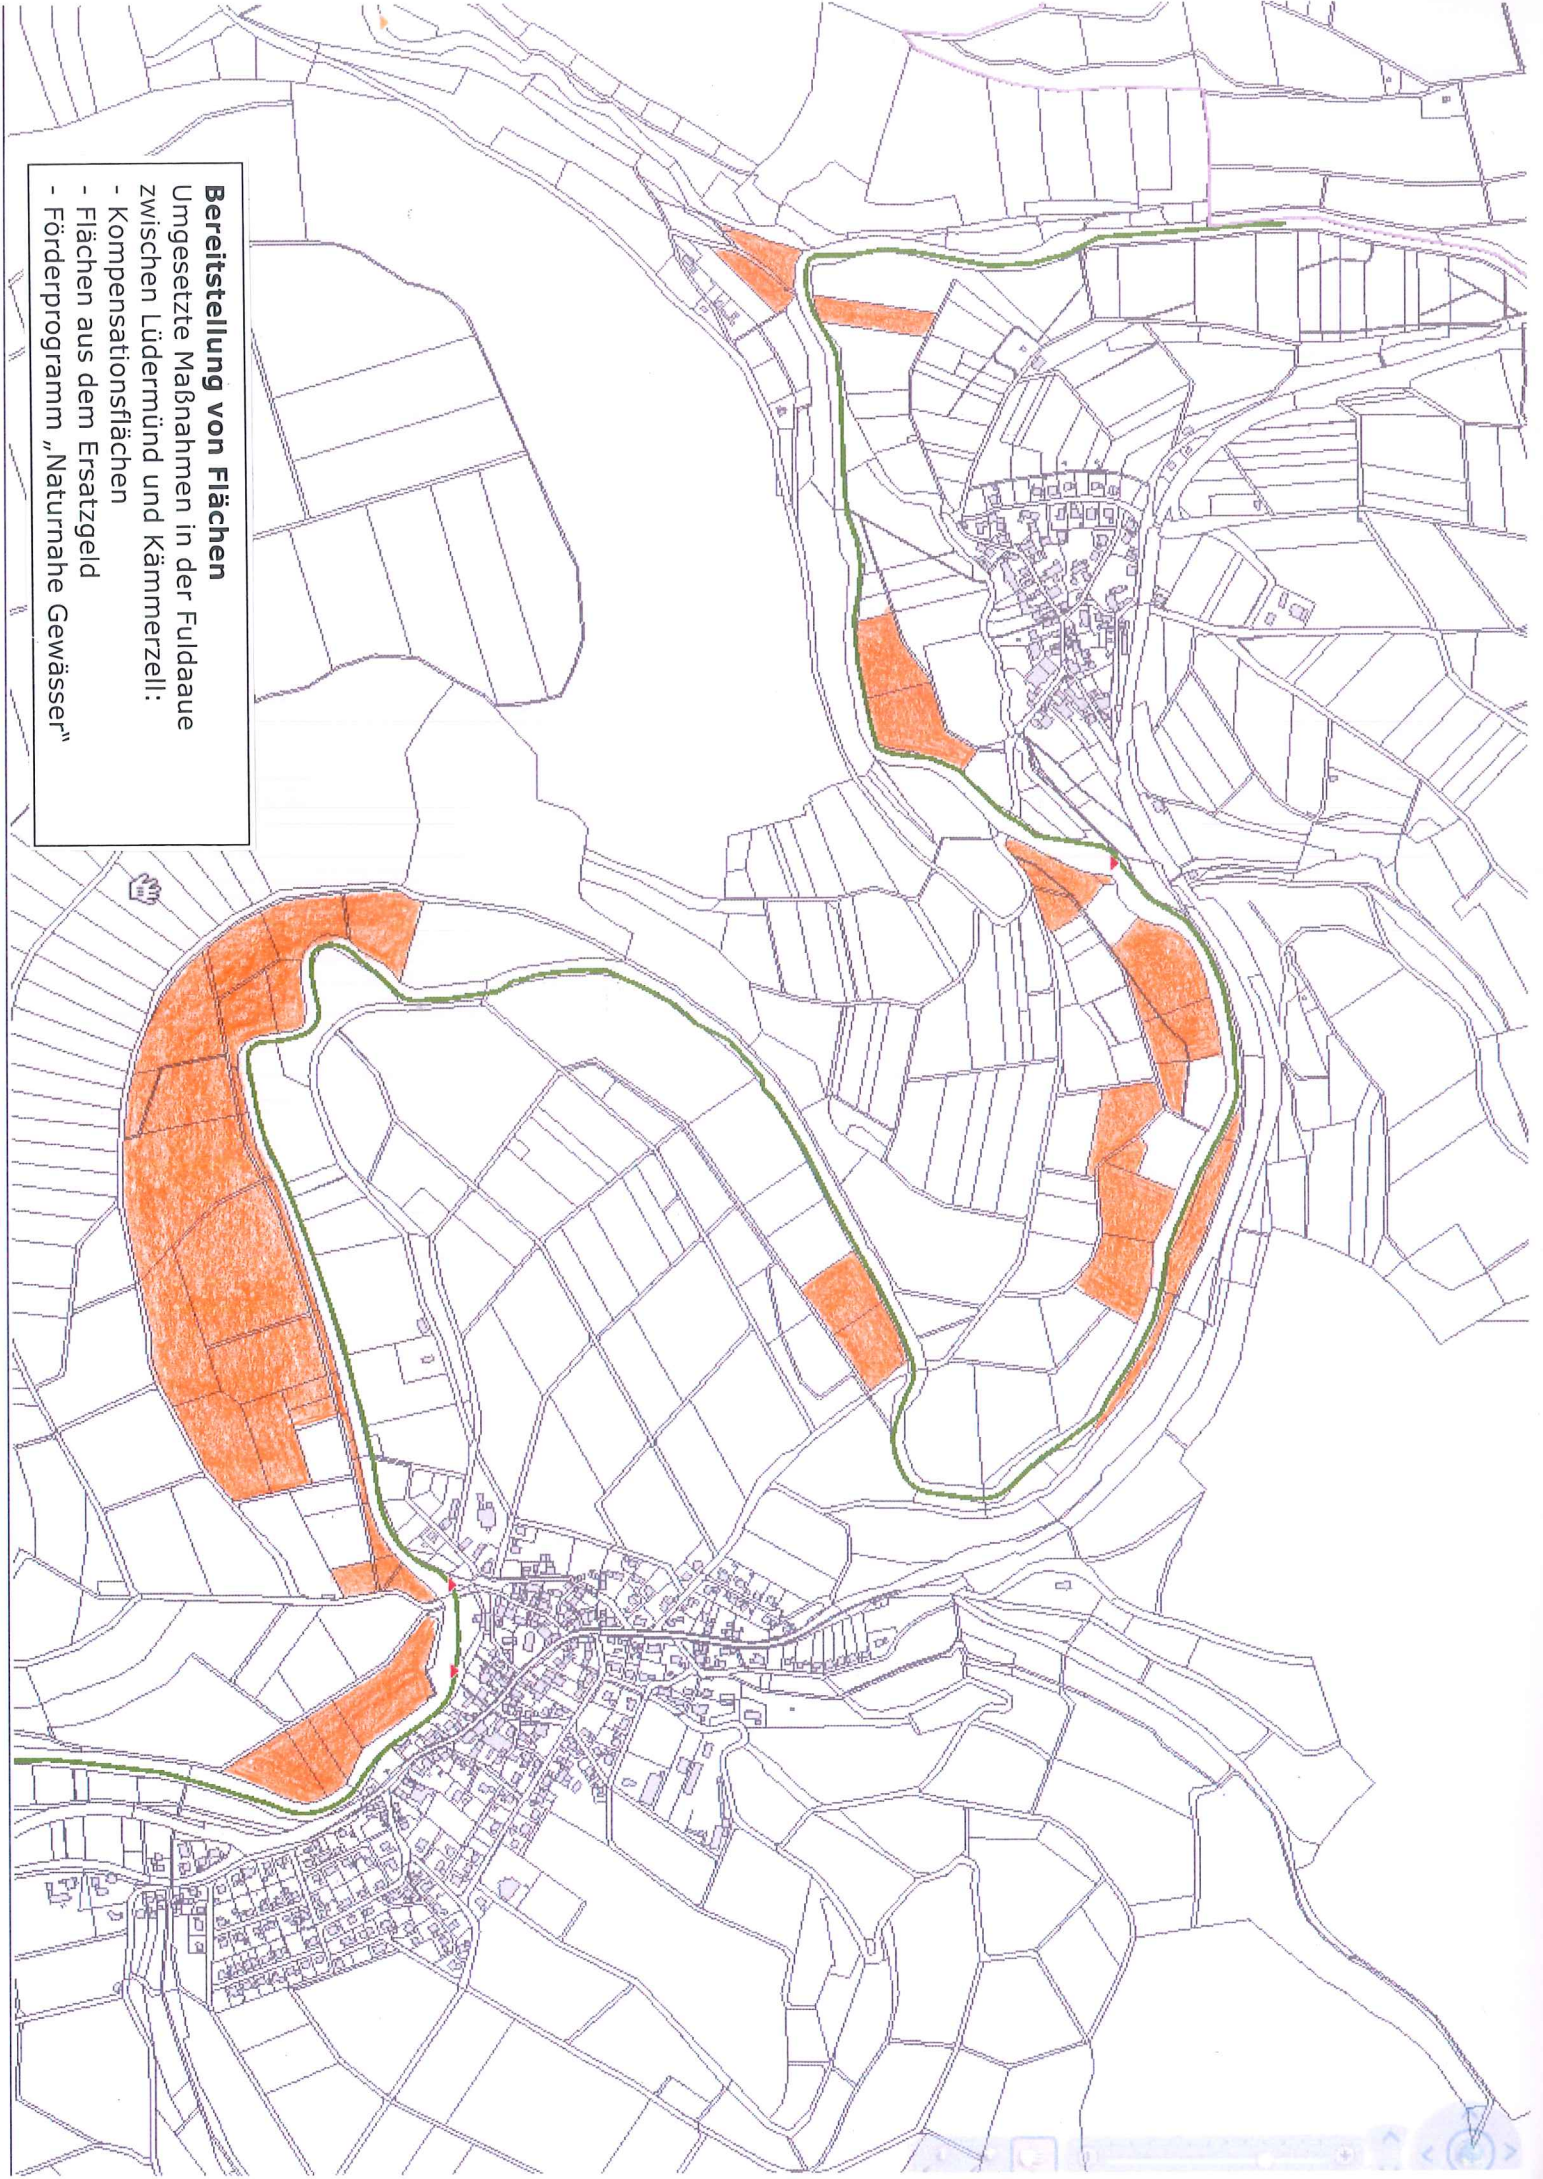 Bereitstellung von Flächen
Umgesetzte Maßnahmen in der Fuldaaue
zwischen Lüdermünd und Kämmerzell:
- Kompensationsflächen
- Flächen aus dem Ersatzgeld
- Förderprogramm „Naturnahe Gewässer“